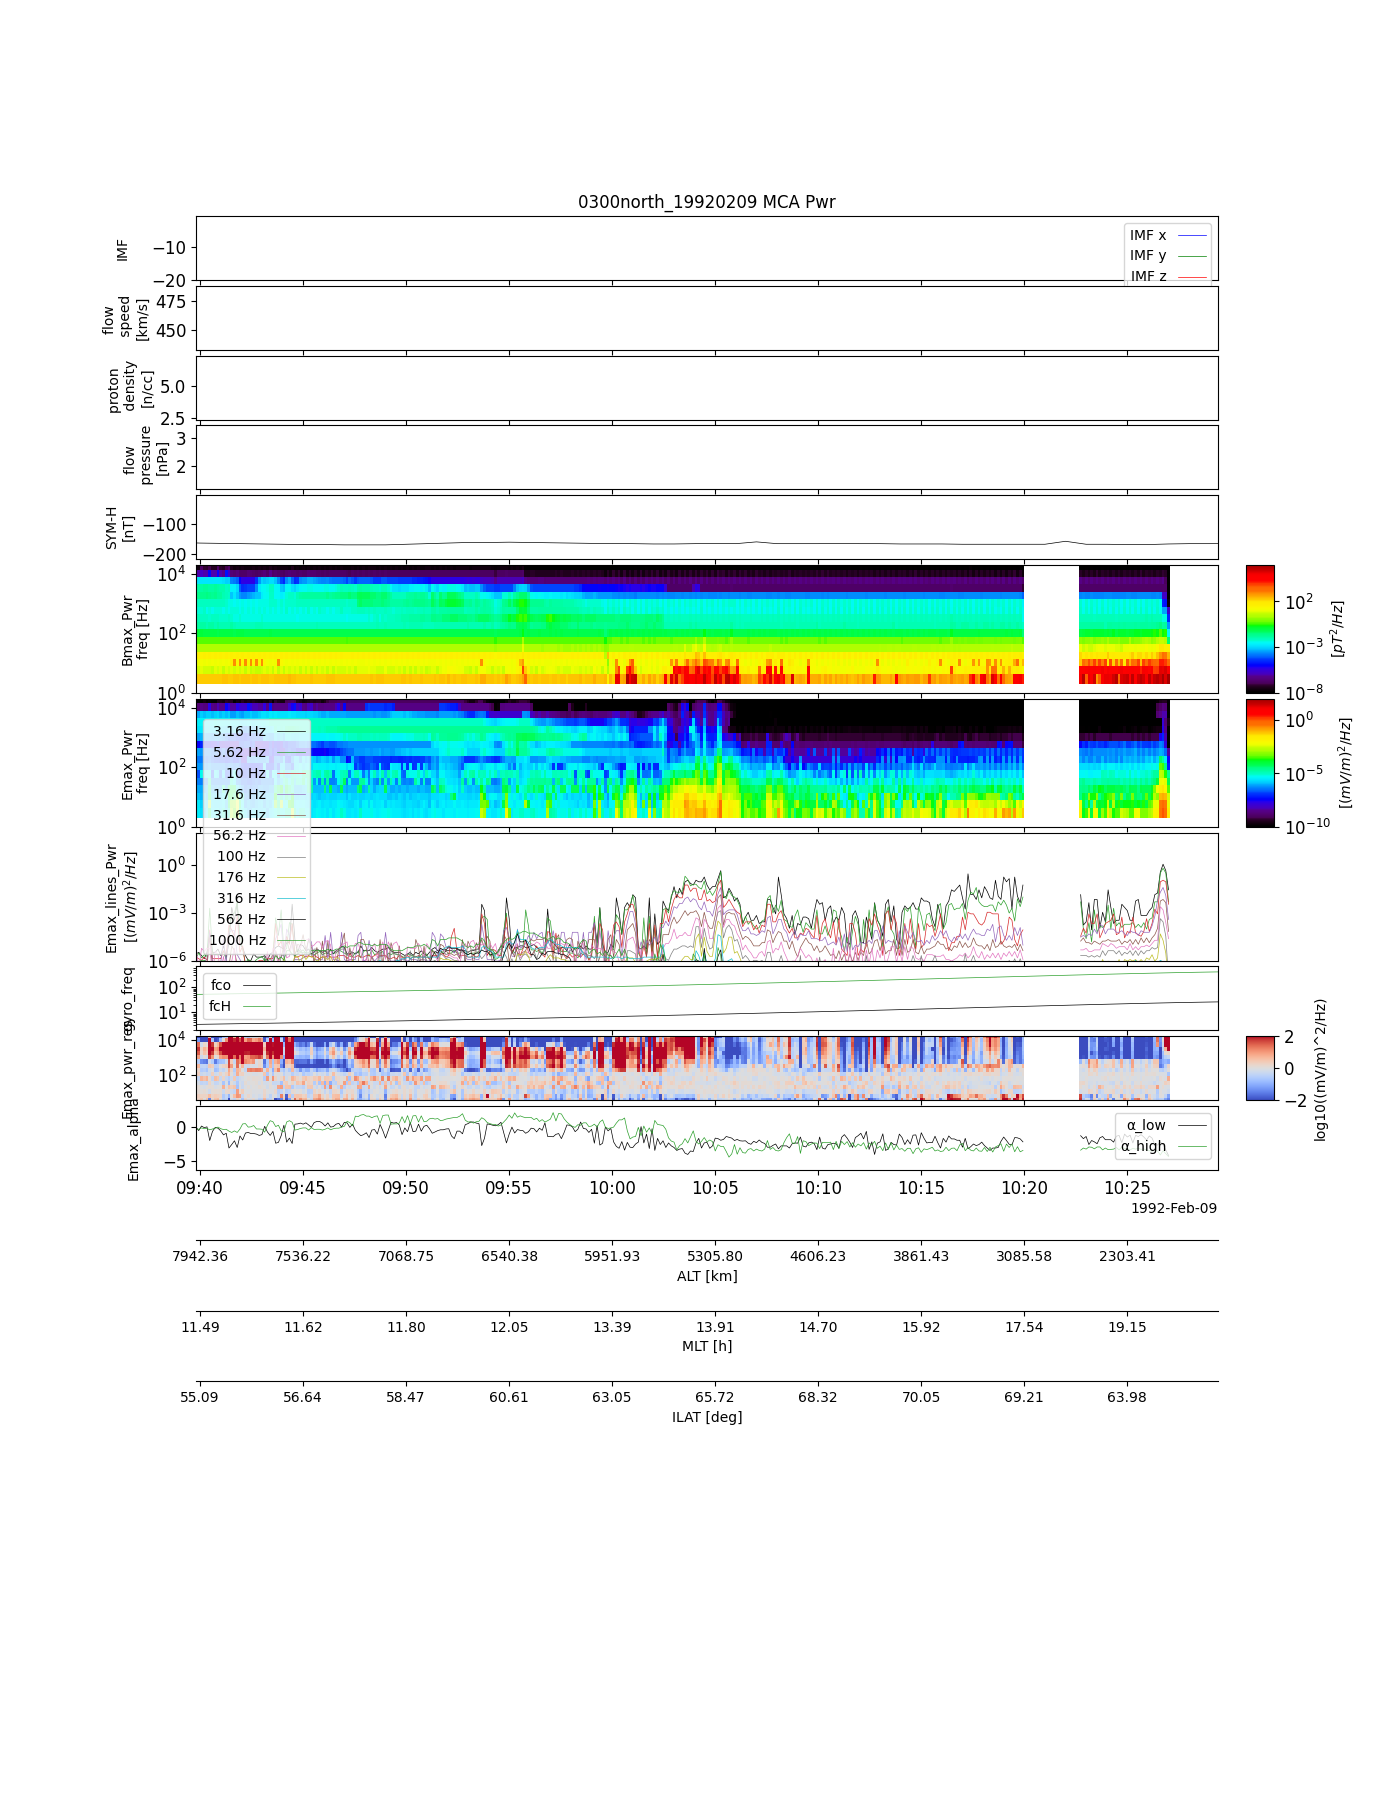 0300north_19920209 MCA Pwr
IMF
−10
−20
IMF x
IMF y
IMF z
flow
speed
[km/s]
475
450
proton
density
[n/cc]
5.0
2.5
flow
pressure
[nPa]
3
2
SYM-H
[nT]
−100
−200
Bmax_Pwr
freq [Hz]
10^4
10^2
10^0
10^2
10^−3
10^−8
[pT^2/Hz]
Emax_Pwr
freq [Hz]
10^4
10^2
10^0
10^0
10^−5
10^−10
[(mV/m)^2/Hz]
3.16 Hz
5.62 Hz
10 Hz
17.6 Hz
31.6 Hz
56.2 Hz
100 Hz
176 Hz
316 Hz
562 Hz
1000 Hz
Emax_lines_Pwr
[(mV/m)^2/Hz]
10^0
10^−3
10^−6
gyro_freq
10^2
10^1
fco
fcH
Emax_pwr_reg
10^4
10^2
2
0
−2
log10((mV/m)^2/Hz)
Emax_alpha
0
−5
α_low
α_high
09:40 09:45 09:50 09:55 10:00 10:05 10:10 10:15 10:20 10:25
1992-Feb-09
7942.36 7536.22 7068.75 6540.38 5951.93 5305.80 4606.23 3861.43 3085.58 2303.41
ALT [km]
11.49 11.62 11.80 12.05 13.39 13.91 14.70 15.92 17.54 19.15
MLT [h]
55.09 56.64 58.47 60.61 63.05 65.72 68.32 70.05 69.21 63.98
ILAT [deg]